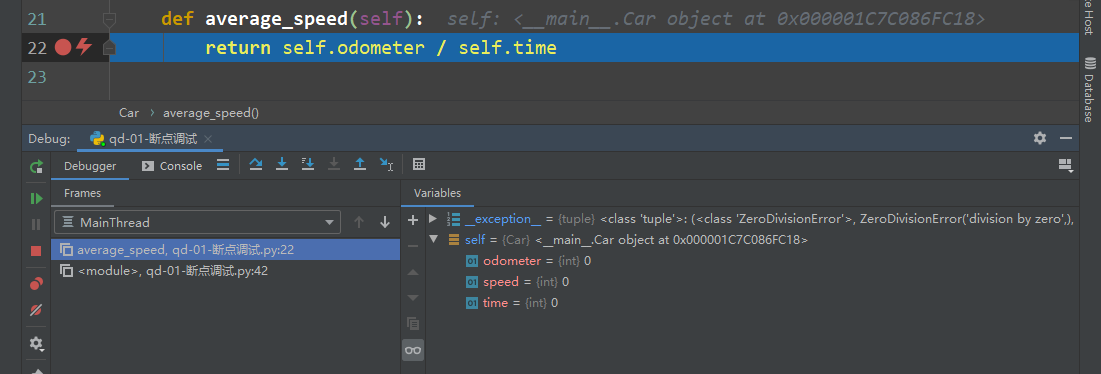 21 def average_speed(self): self: <__main__.Car object at 0x000001C7C086FC18>
22 return self.odometer / self.time
23
Car > average_speed()
Debug: qd-01-断点调试
Debugger Console
Frames
MainThread
average_speed, qd-01-断点调试.py:22
<module>, qd-01-断点调试.py:42
Variables
__exception__ = {tuple} <class 'tuple'>: (<class 'ZeroDivisionError'>, ZeroDivisionError('division by zero',),
self = {Car} <__main__.Car object at 0x000001C7C086FC18>
01 odometer = {int} 0
01 speed = {int} 0
01 time = {int} 0
e Host
Database